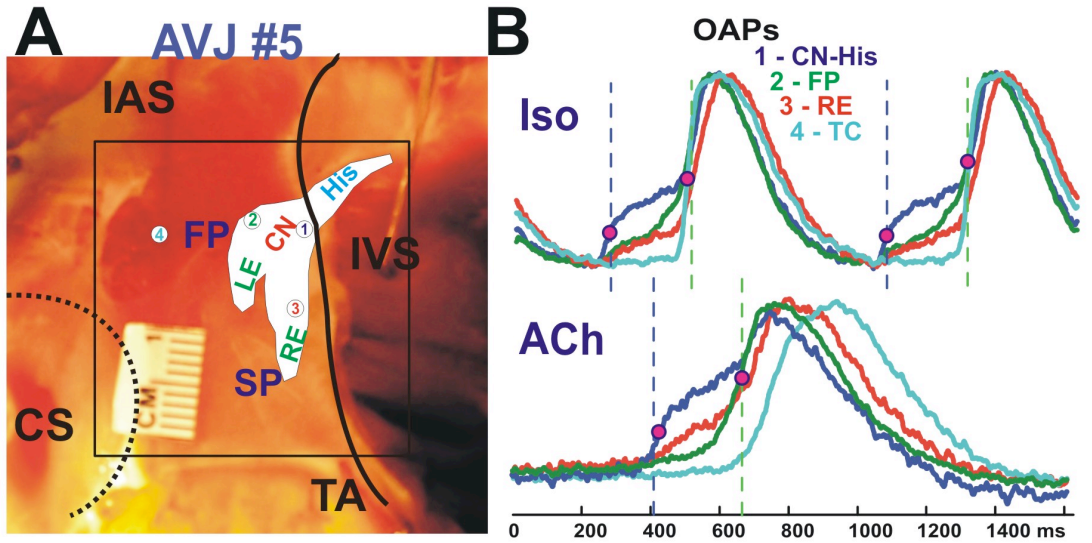 A
AVJ #5
IAS
His
2
4
FP
CN
1
IVS
LE
3
RE
SP
1
CM
CS
TA
B
OAPs
1 - CN-His
2 - FP
3 - RE
4 - TC
Iso
ACh
0 200 400 600 800 1000 1200 1400 ms